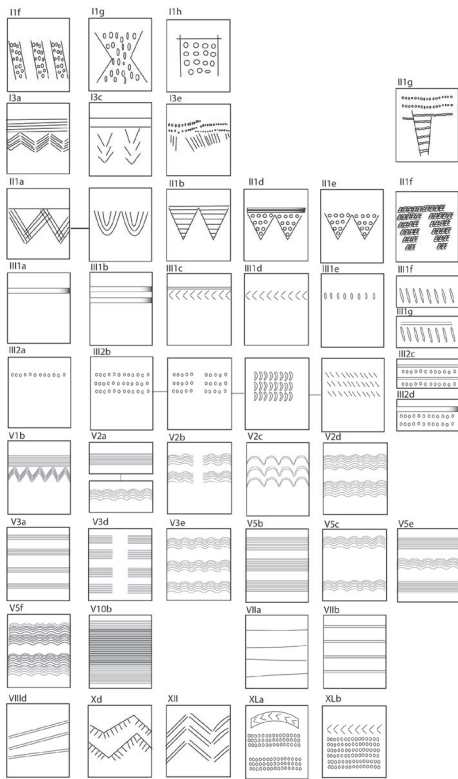 I1f I1g I1h
II1g
I3a I3c I3e
II1a II1b II1d II1e II1f
III1a III1b III1c III1d III1e III1f
III1g
III2a III2b III2c
III2d
V1b V2a V2b V2c V2d
V3a V3d V3e V5b V5c V5e
V5f V10b VIIa VIIb
VIIId Xd XII XLa XLb